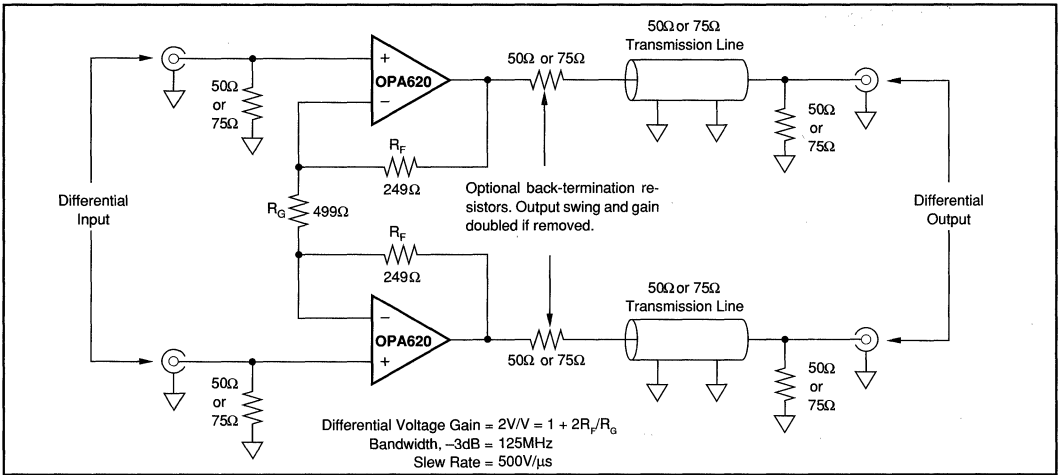 50Ω or 75Ω
Transmission Line
+
OPA620
−
50Ω or 75Ω
50Ω
or
75Ω
50Ω
or
75Ω
R_F
249Ω
Differential
Input
R_G
499Ω
Optional back-termination re-
sistors. Output swing and gain
doubled if removed.
Differential
Output
R_F
249Ω
50Ω or 75Ω
Transmission Line
−
OPA620
+
50Ω or 75Ω
50Ω
or
75Ω
50Ω
or
75Ω
Differential Voltage Gain = 2V/V = 1 + 2R_F/R_G
Bandwidth, –3dB = 125MHz
Slew Rate = 500V/µs